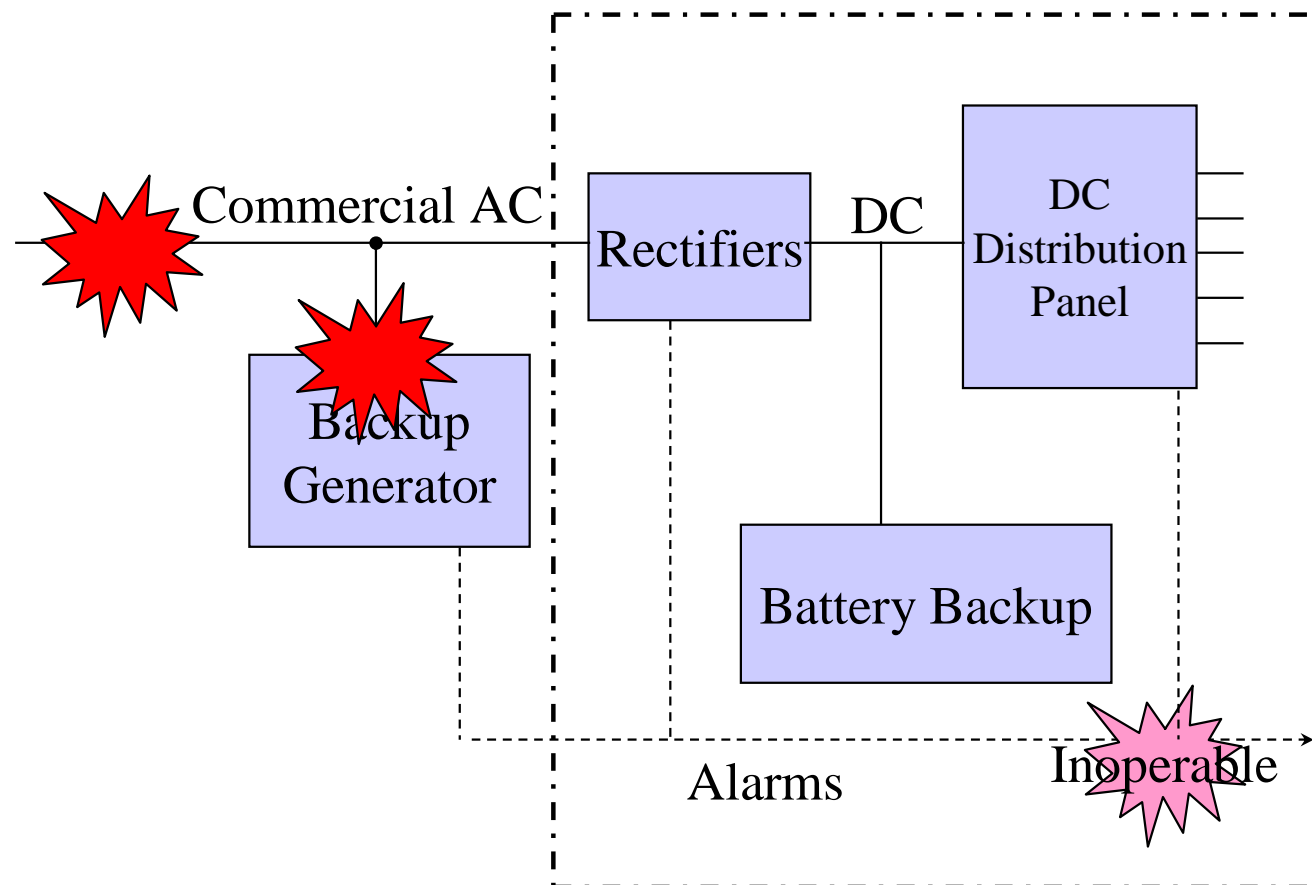 Commercial AC
Rectifiers
DC
DC
Distribution
Panel
Backup
Generator
Battery Backup
Alarms
Inoperable